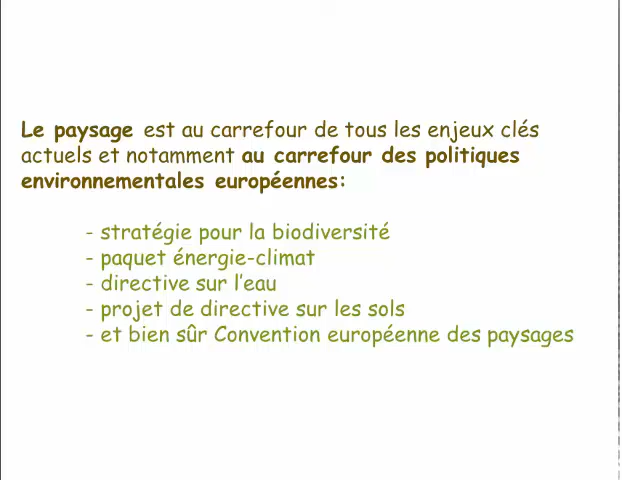 Le paysage est au carrefour de tous les enjeux clés
actuels et notamment au carrefour des politiques
environnementales européennes:
- stratégie pour la biodiversité
- paquet énergie-climat
- directive sur l'eau
- projet de directive sur les sols
- et bien sûr Convention européenne des paysages